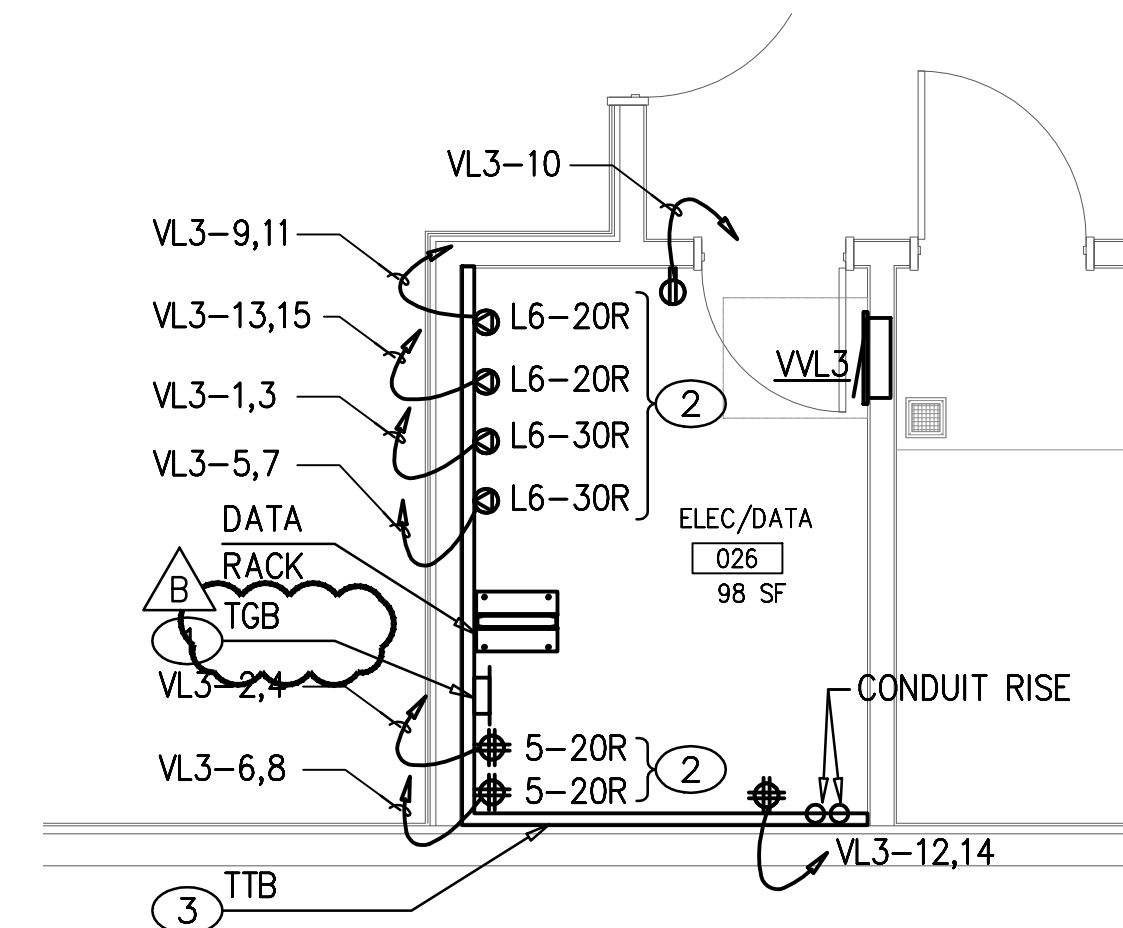 VL3-10
VL3-9,11
VL3-13,15
L6-20R
VL3-1,3
L6-20R
VVL3
2
L6-30R
VL3-5,7
L6-30R
DATA
RACK
ELEC/DATA
026
98 SF
B
TGB
1
VL3-2,4
CONDUIT RISE
5-20R
2
VL3-6,8
5-20R
VL3-12,14
TTB
3